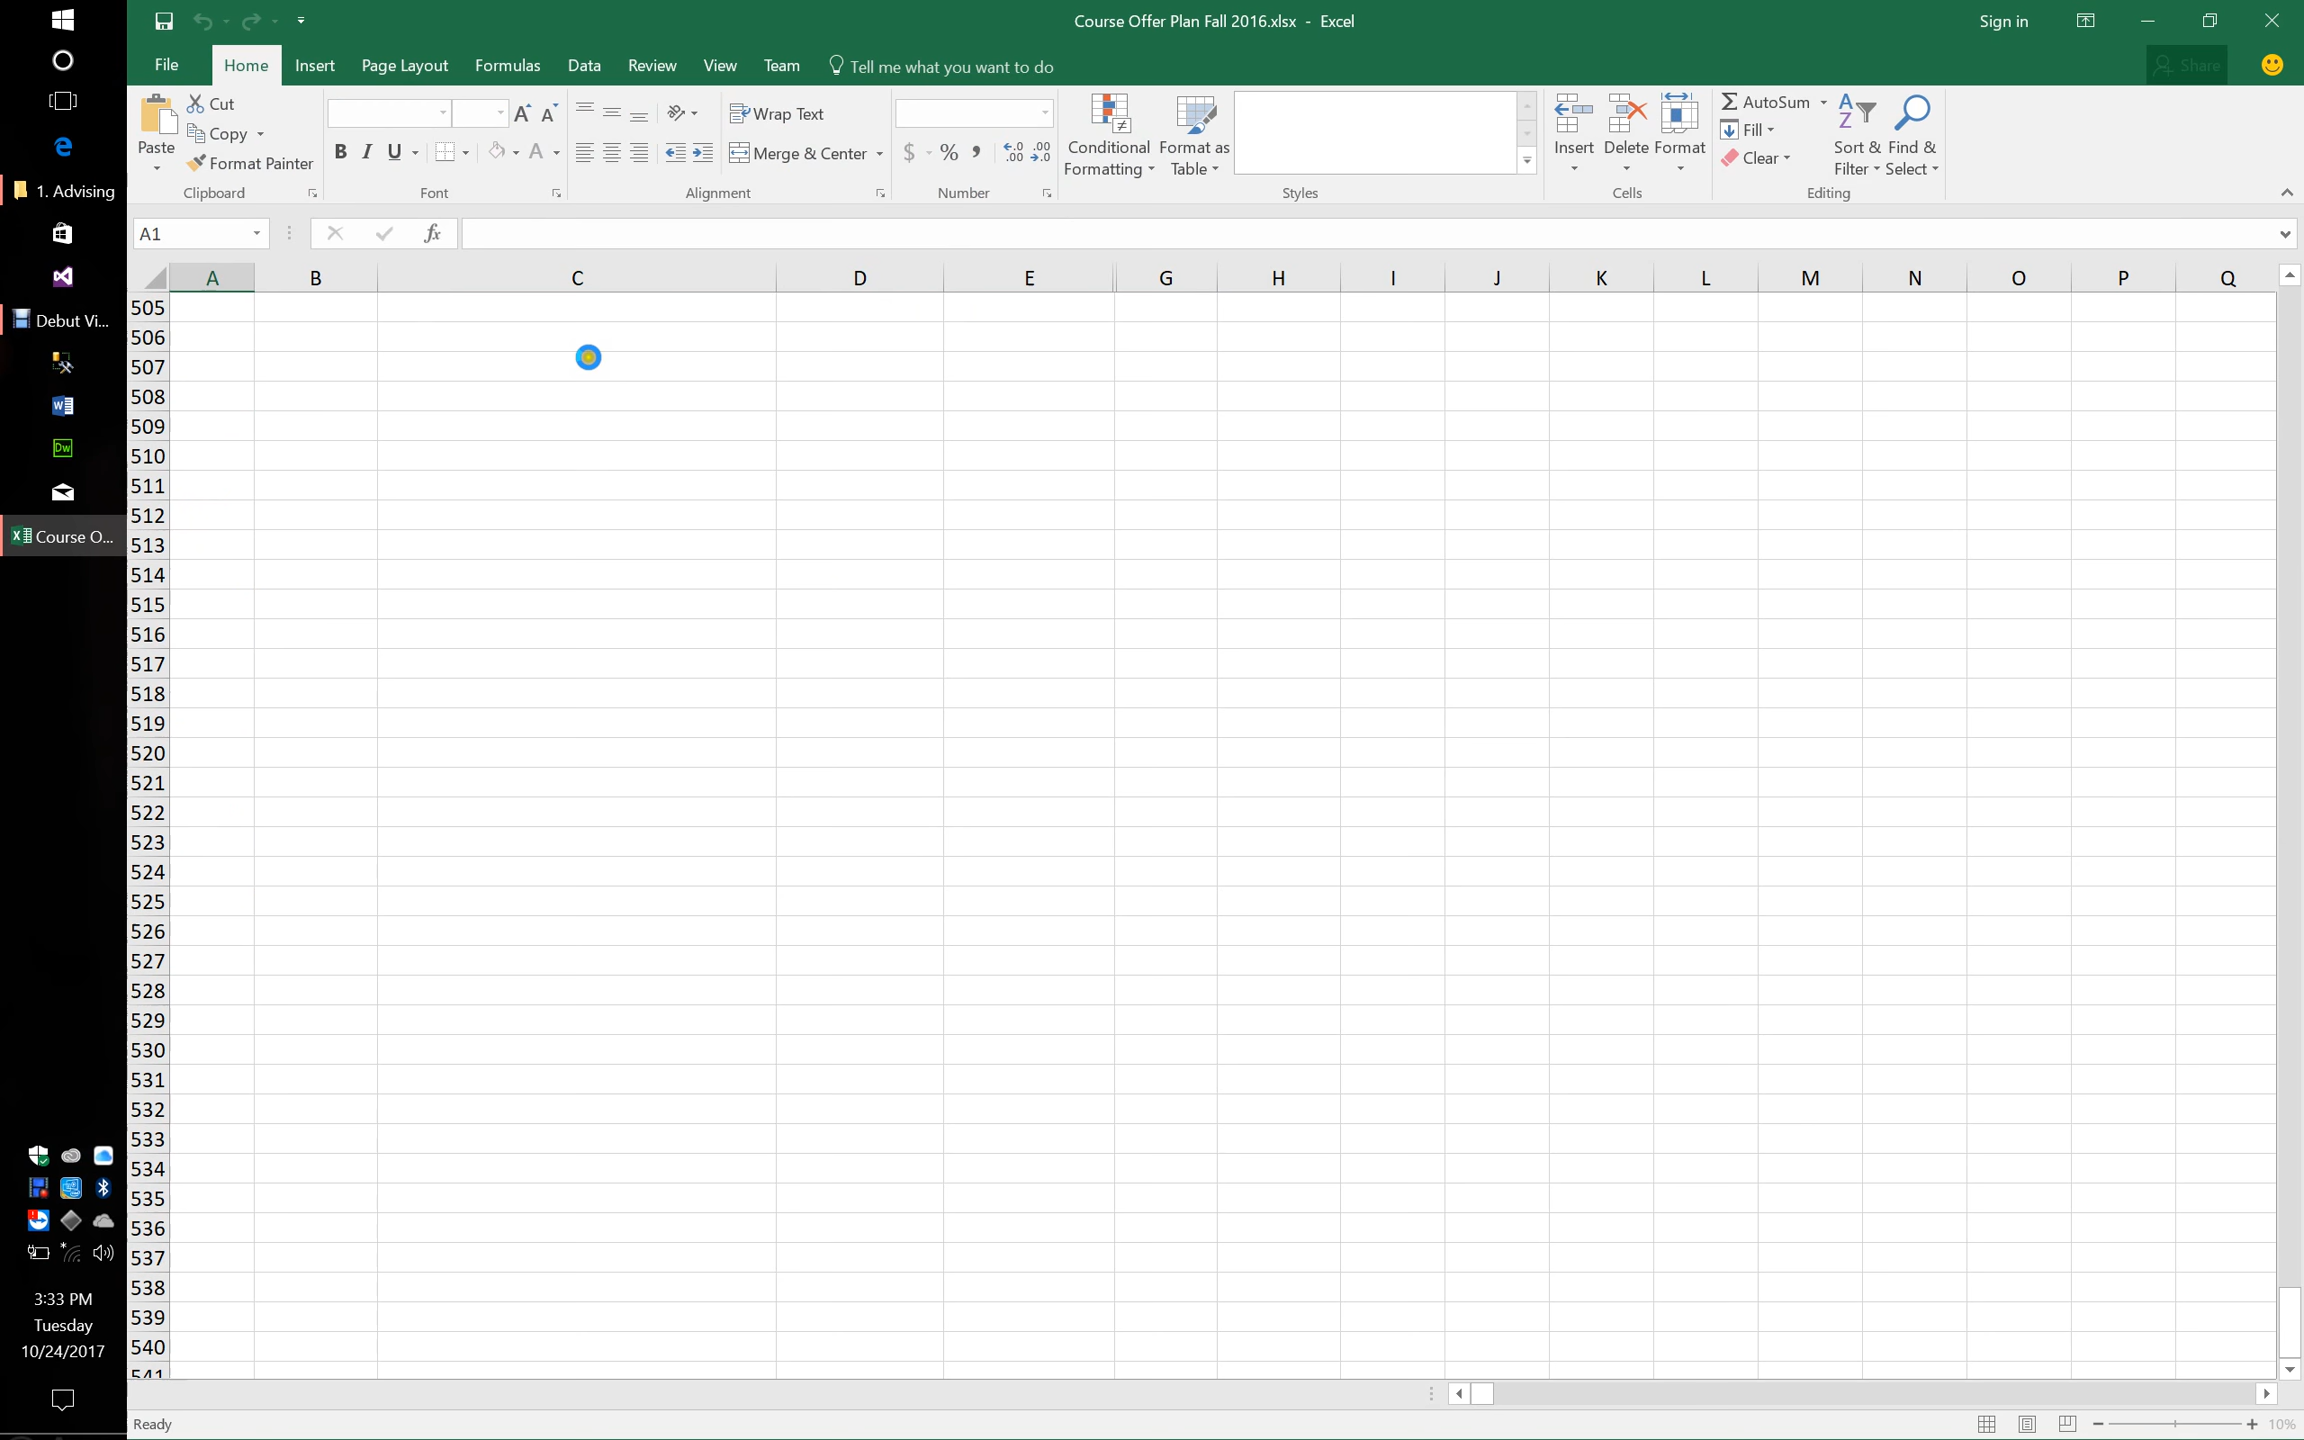 Course Offer Plan Fall 2016.xlsx - Excel
Sign in
File
Home
Insert
Page Layout
Formulas
Data
Review
View
Team
Tell me what you want to do
Share
Paste
Cut
Copy
Format Painter
Clipboard
B I U
A A
A
Font
Wrap Text
Merge & Center
Alignment
$ % ,
.00 .00
Number
Conditional
Formatting
Format as
Table
Styles
Insert
Delete
Format
Cells
AutoSum
Fill
Clear
Sort &
Filter
Find &
Select
Editing
A1
fx
A B C D E G H I J K L M N O P Q
505
506
507
508
509
510
511
512
513
514
515
516
517
518
519
520
521
522
523
524
525
526
527
528
529
530
531
532
533
534
535
536
537
538
539
540
541
1. Advising
Debut Vi...
Dw
Course O...
3:33 PM
Tuesday
10/24/2017
Ready
10%